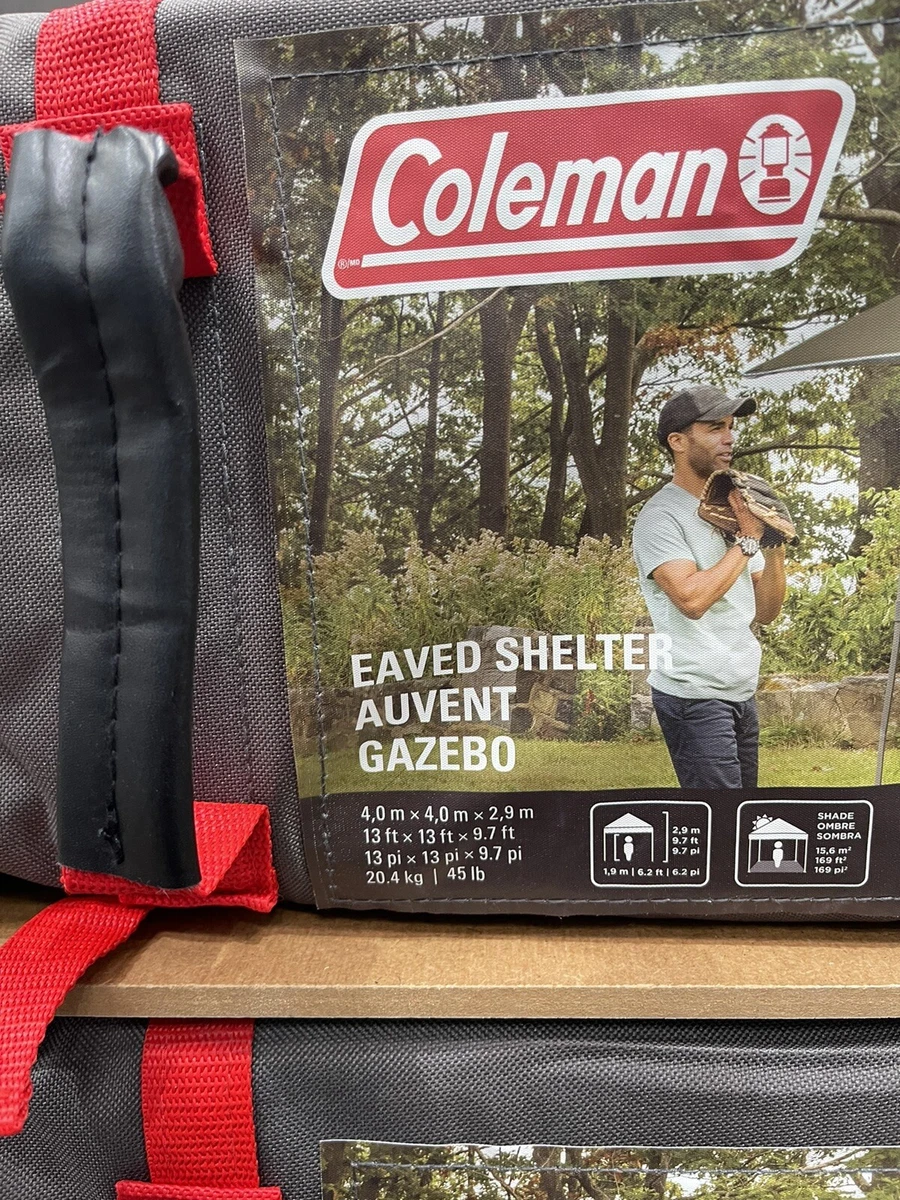 Coleman
®/MD
EAVED SHELTER
AUVENT
GAZEBO
4,0 m × 4,0 m × 2,9 m
13 ft × 13 ft × 9.7 ft
13 pi × 13 pi × 9.7 pi
20.4 kg | 45 lb
2,9 m
9.7 ft
9.7 pi
1,9 m | 6.2 ft | 6.2 pi
SHADE
OMBRE
SOMBRA
15,6 m²
169 ft²
169 pi²